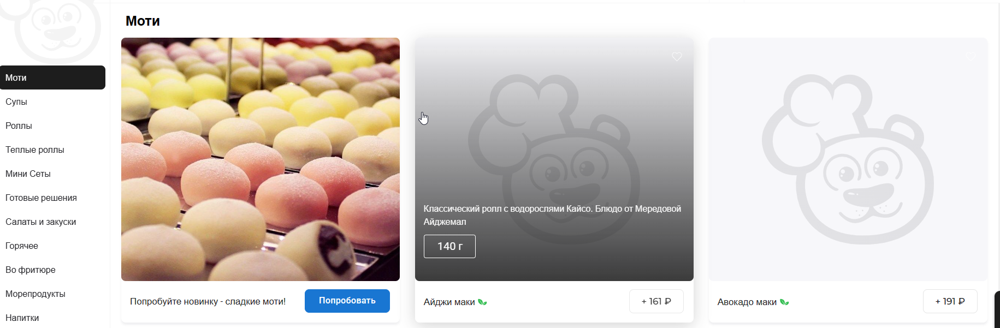 Моти
Моти
Супы
Роллы
Теплые роллы
Мини Сеты
Готовые решения
Салаты и закуски
Горячее
Во фритюре
Морепродукты
Напитки
Попробуйте новинку - сладкие моти!
Попробовать
Классический ролл с водорослями Кайсо. Блюдо от Мередовой
Айджемал
140 г
Айджи маки
+ 161 ₽
Авокадо маки
+ 191 ₽